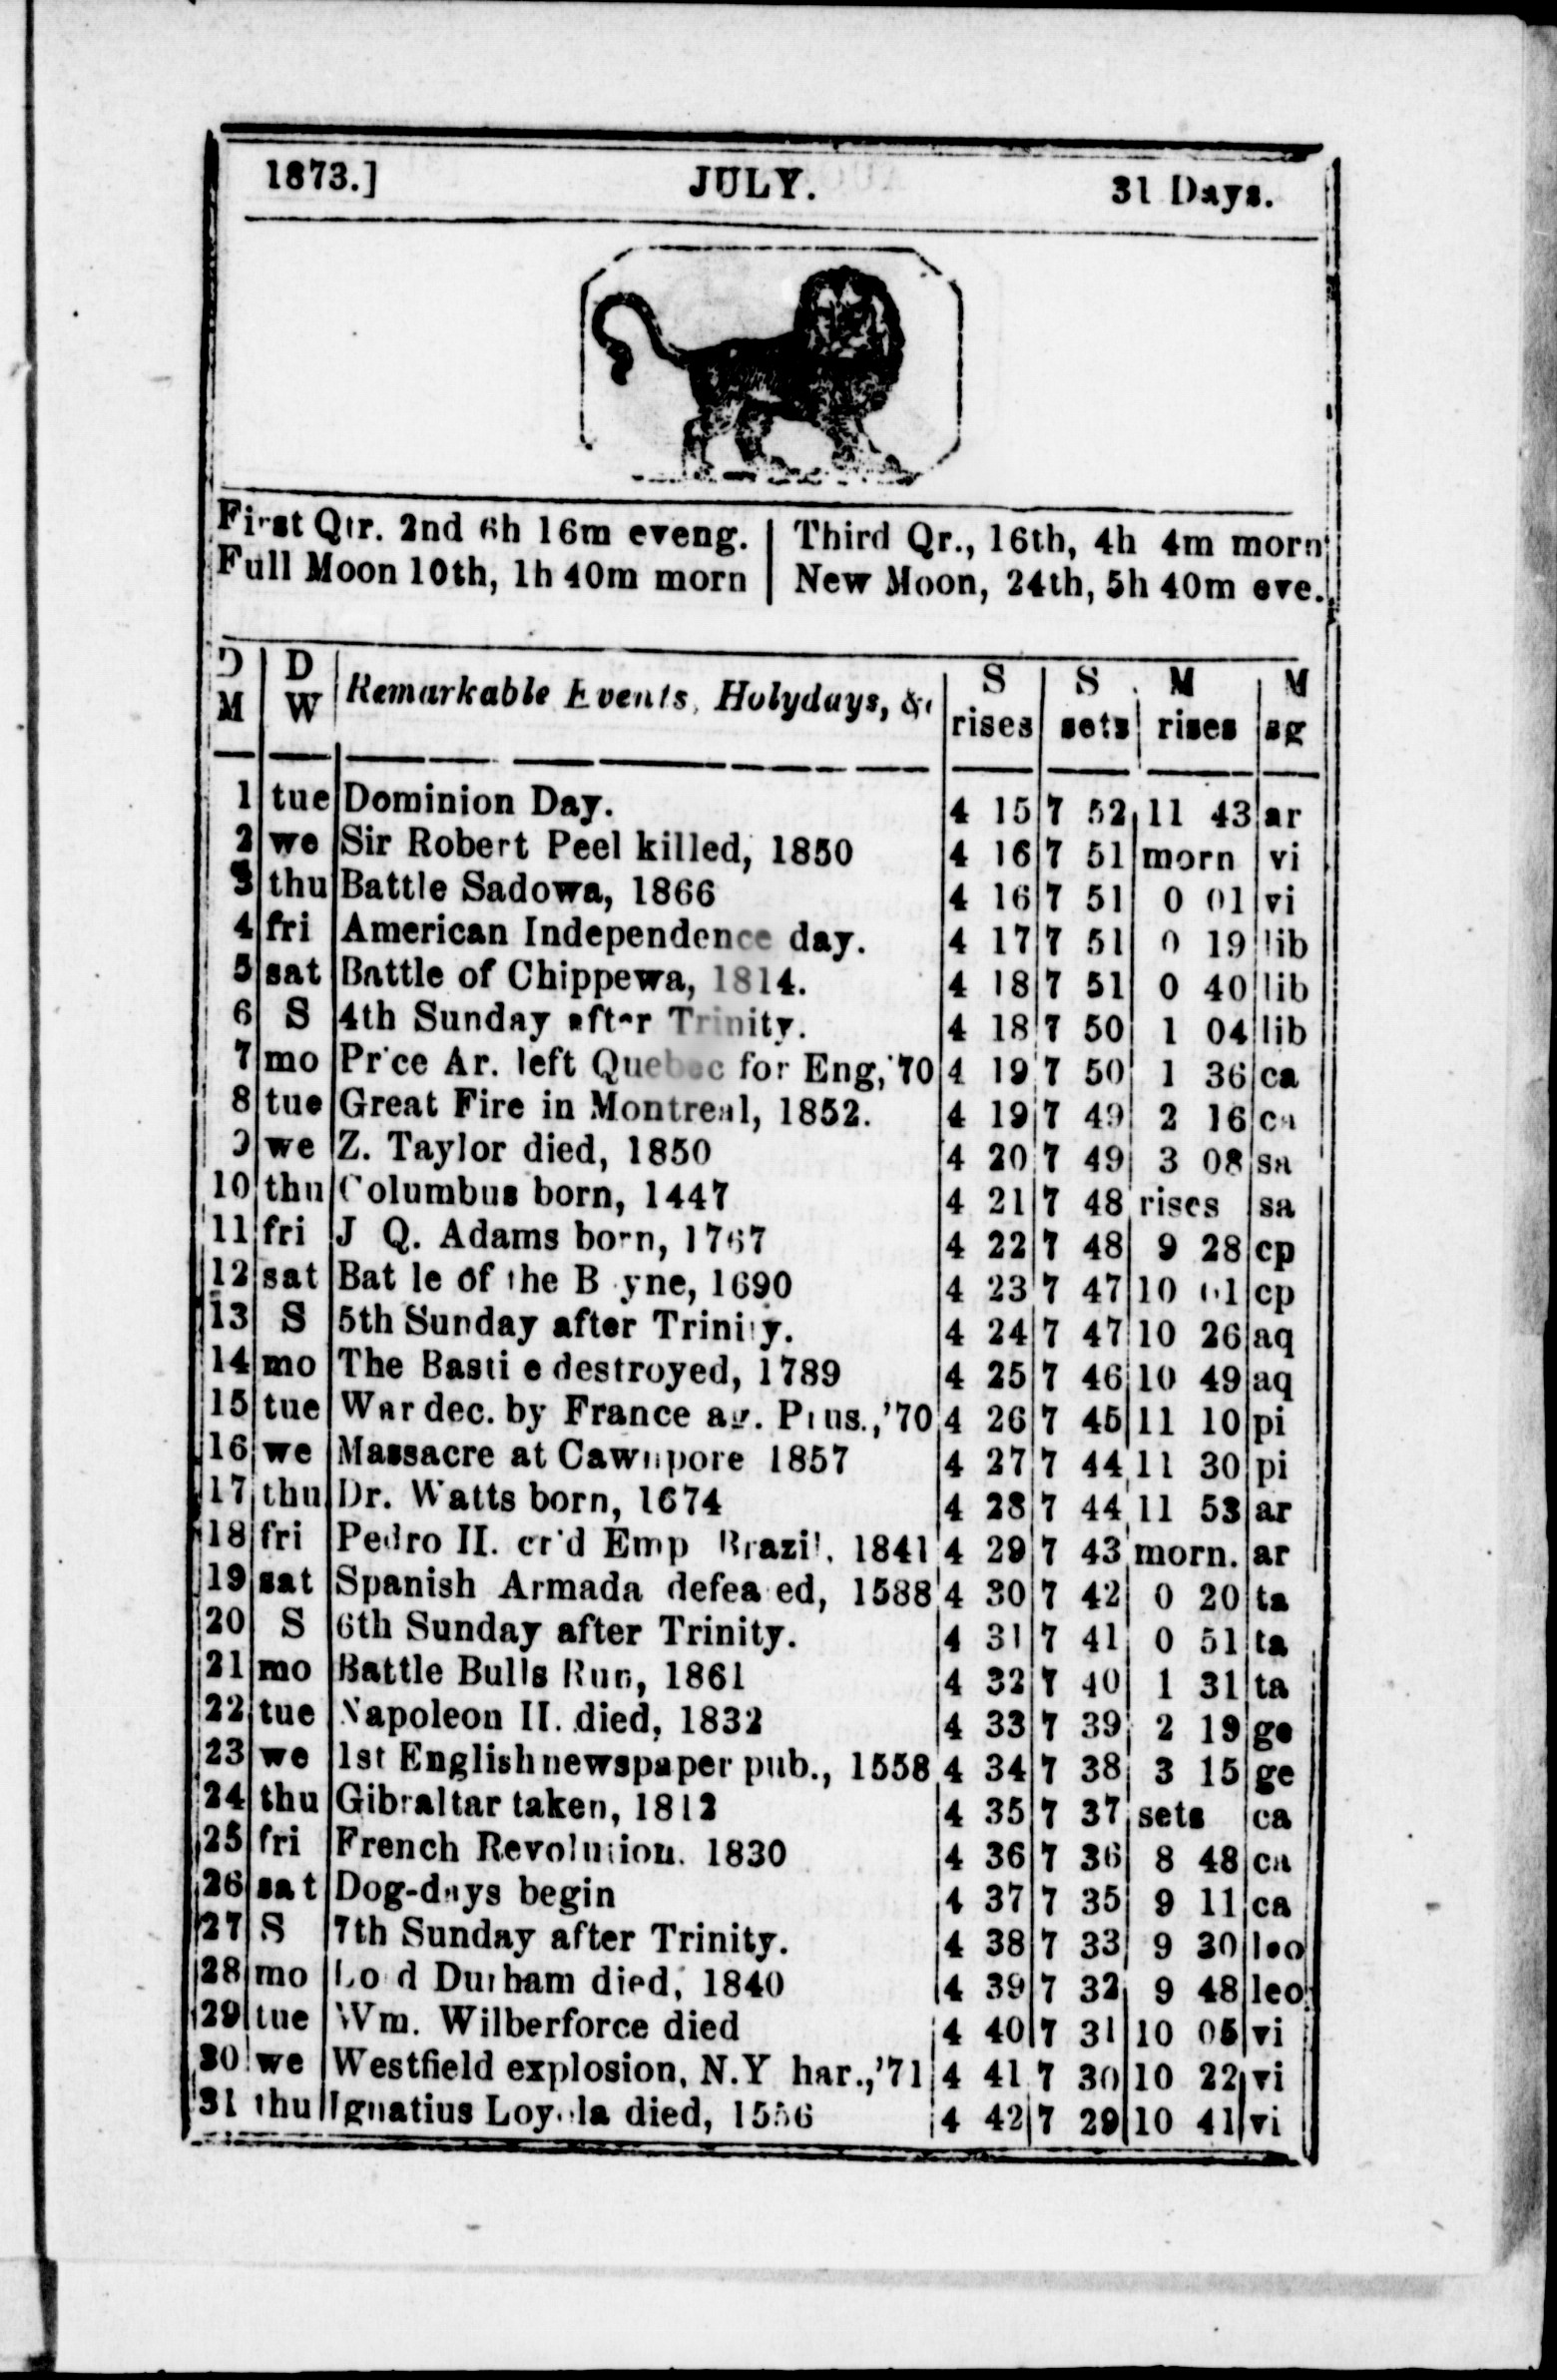 1873.] JULY. 31 Days.
First Qtr. 2nd 6h 16m eveng. | Third Qr., 16th, 4h 4m morn
Full Moon 10th, 1h 40m morn | New Moon, 24th, 5h 40m eve.
D D S S M M
M W Remarkable Events, Holydays, &c rises sets rises sg
1 tue Dominion Day. 4 15 7 52 11 43 ar
2 we Sir Robert Peel killed, 1850 4 16 7 51 morn vi
3 thu Battle Sadowa, 1866 4 16 7 51 0 01 vi
4 fri American Independence day. 4 17 7 51 0 19 lib
5 sat Battle of Chippewa, 1814. 4 18 7 51 0 40 lib
6 S 4th Sunday after Trinity. 4 18 7 50 1 04 lib
7 mo Pr'ce Ar. left Quebec for Eng,'70 4 19 7 50 1 36 ca
8 tue Great Fire in Montreal, 1852. 4 19 7 49 2 16 ca
9 we Z. Taylor died, 1850 4 20 7 49 3 08 sa
10 thu Columbus born, 1447 4 21 7 48 rises sa
11 fri J Q. Adams born, 1767 4 22 7 48 9 28 cp
12 sat Bat le of the B yne, 1690 4 23 7 47 10 01 cp
13 S 5th Sunday after Trinity. 4 24 7 47 10 26 aq
14 mo The Basti e destroyed, 1789 4 25 7 46 10 49 aq
15 tue War dec. by France ag. Prus.,'70 4 26 7 45 11 10 pi
16 we Massacre at Cawnpore 1857 4 27 7 44 11 30 pi
17 thu Dr. Watts born, 1674 4 28 7 44 11 53 ar
18 fri Pedro II. cr'd Emp Brazil. 1841 4 29 7 43 morn. ar
19 sat Spanish Armada defea ed, 1588 4 30 7 42 0 20 ta
20 S 6th Sunday after Trinity. 4 31 7 41 0 51 ta
21 mo Battle Bulls Run, 1861 4 32 7 40 1 31 ta
22 tue Napoleon II. died, 1832 4 33 7 39 2 19 ge
23 we 1st English newspaper pub., 1558 4 34 7 38 3 15 ge
24 thu Gibraltar taken, 1812 4 35 7 37 sets ca
25 fri French Revolution. 1830 4 36 7 36 8 48 ca
26 sat Dog-days begin 4 37 7 35 9 11 ca
27 S 7th Sunday after Trinity. 4 38 7 33 9 30 leo
28 mo Lo d Durham died, 1840 4 39 7 32 9 48 leo
29 tue Wm. Wilberforce died 4 40 7 31 10 05 vi
30 we Westfield explosion, N.Y har.,'71 4 41 7 30 10 22 vi
31 thu Ignatius Loyola died, 1556 4 42 7 29 10 41 vi